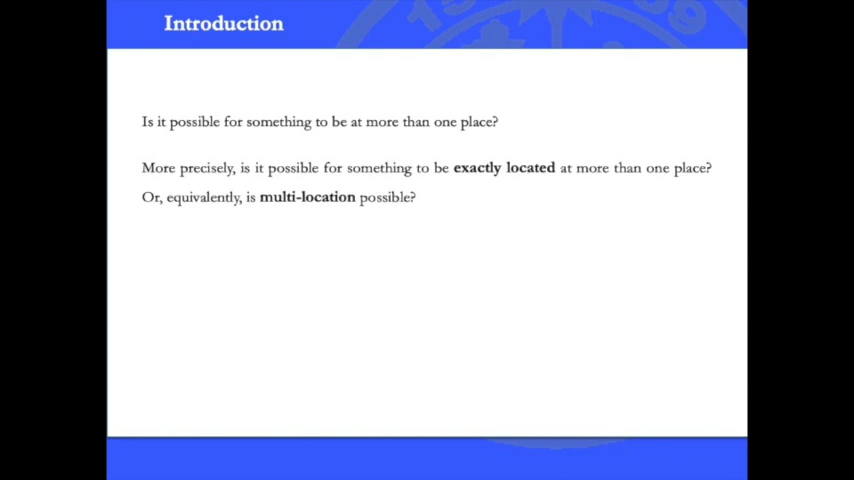 Introduction
Is it possible for something to be at more than one place?
More precisely, is it possible for something to be exactly located at more than one place?
Or, equivalently, is multi-location possible?